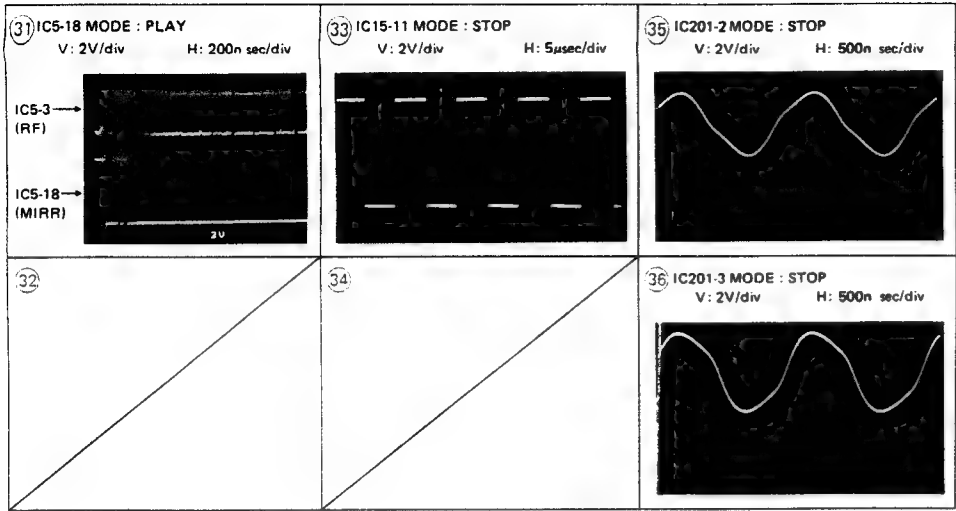 31 IC5-18 MODE : PLAY
V : 2V/div H : 200n sec/div
IC5-3
(RF)
IC5-18
(MIRR)
2V
33 IC15-11 MODE : STOP
V : 2V/div H : 5μsec/div
35 IC201-2 MODE : STOP
V : 2V/div H : 500n sec/div
32
34
36 IC201-3 MODE : STOP
V : 2V/div H : 500n sec/div